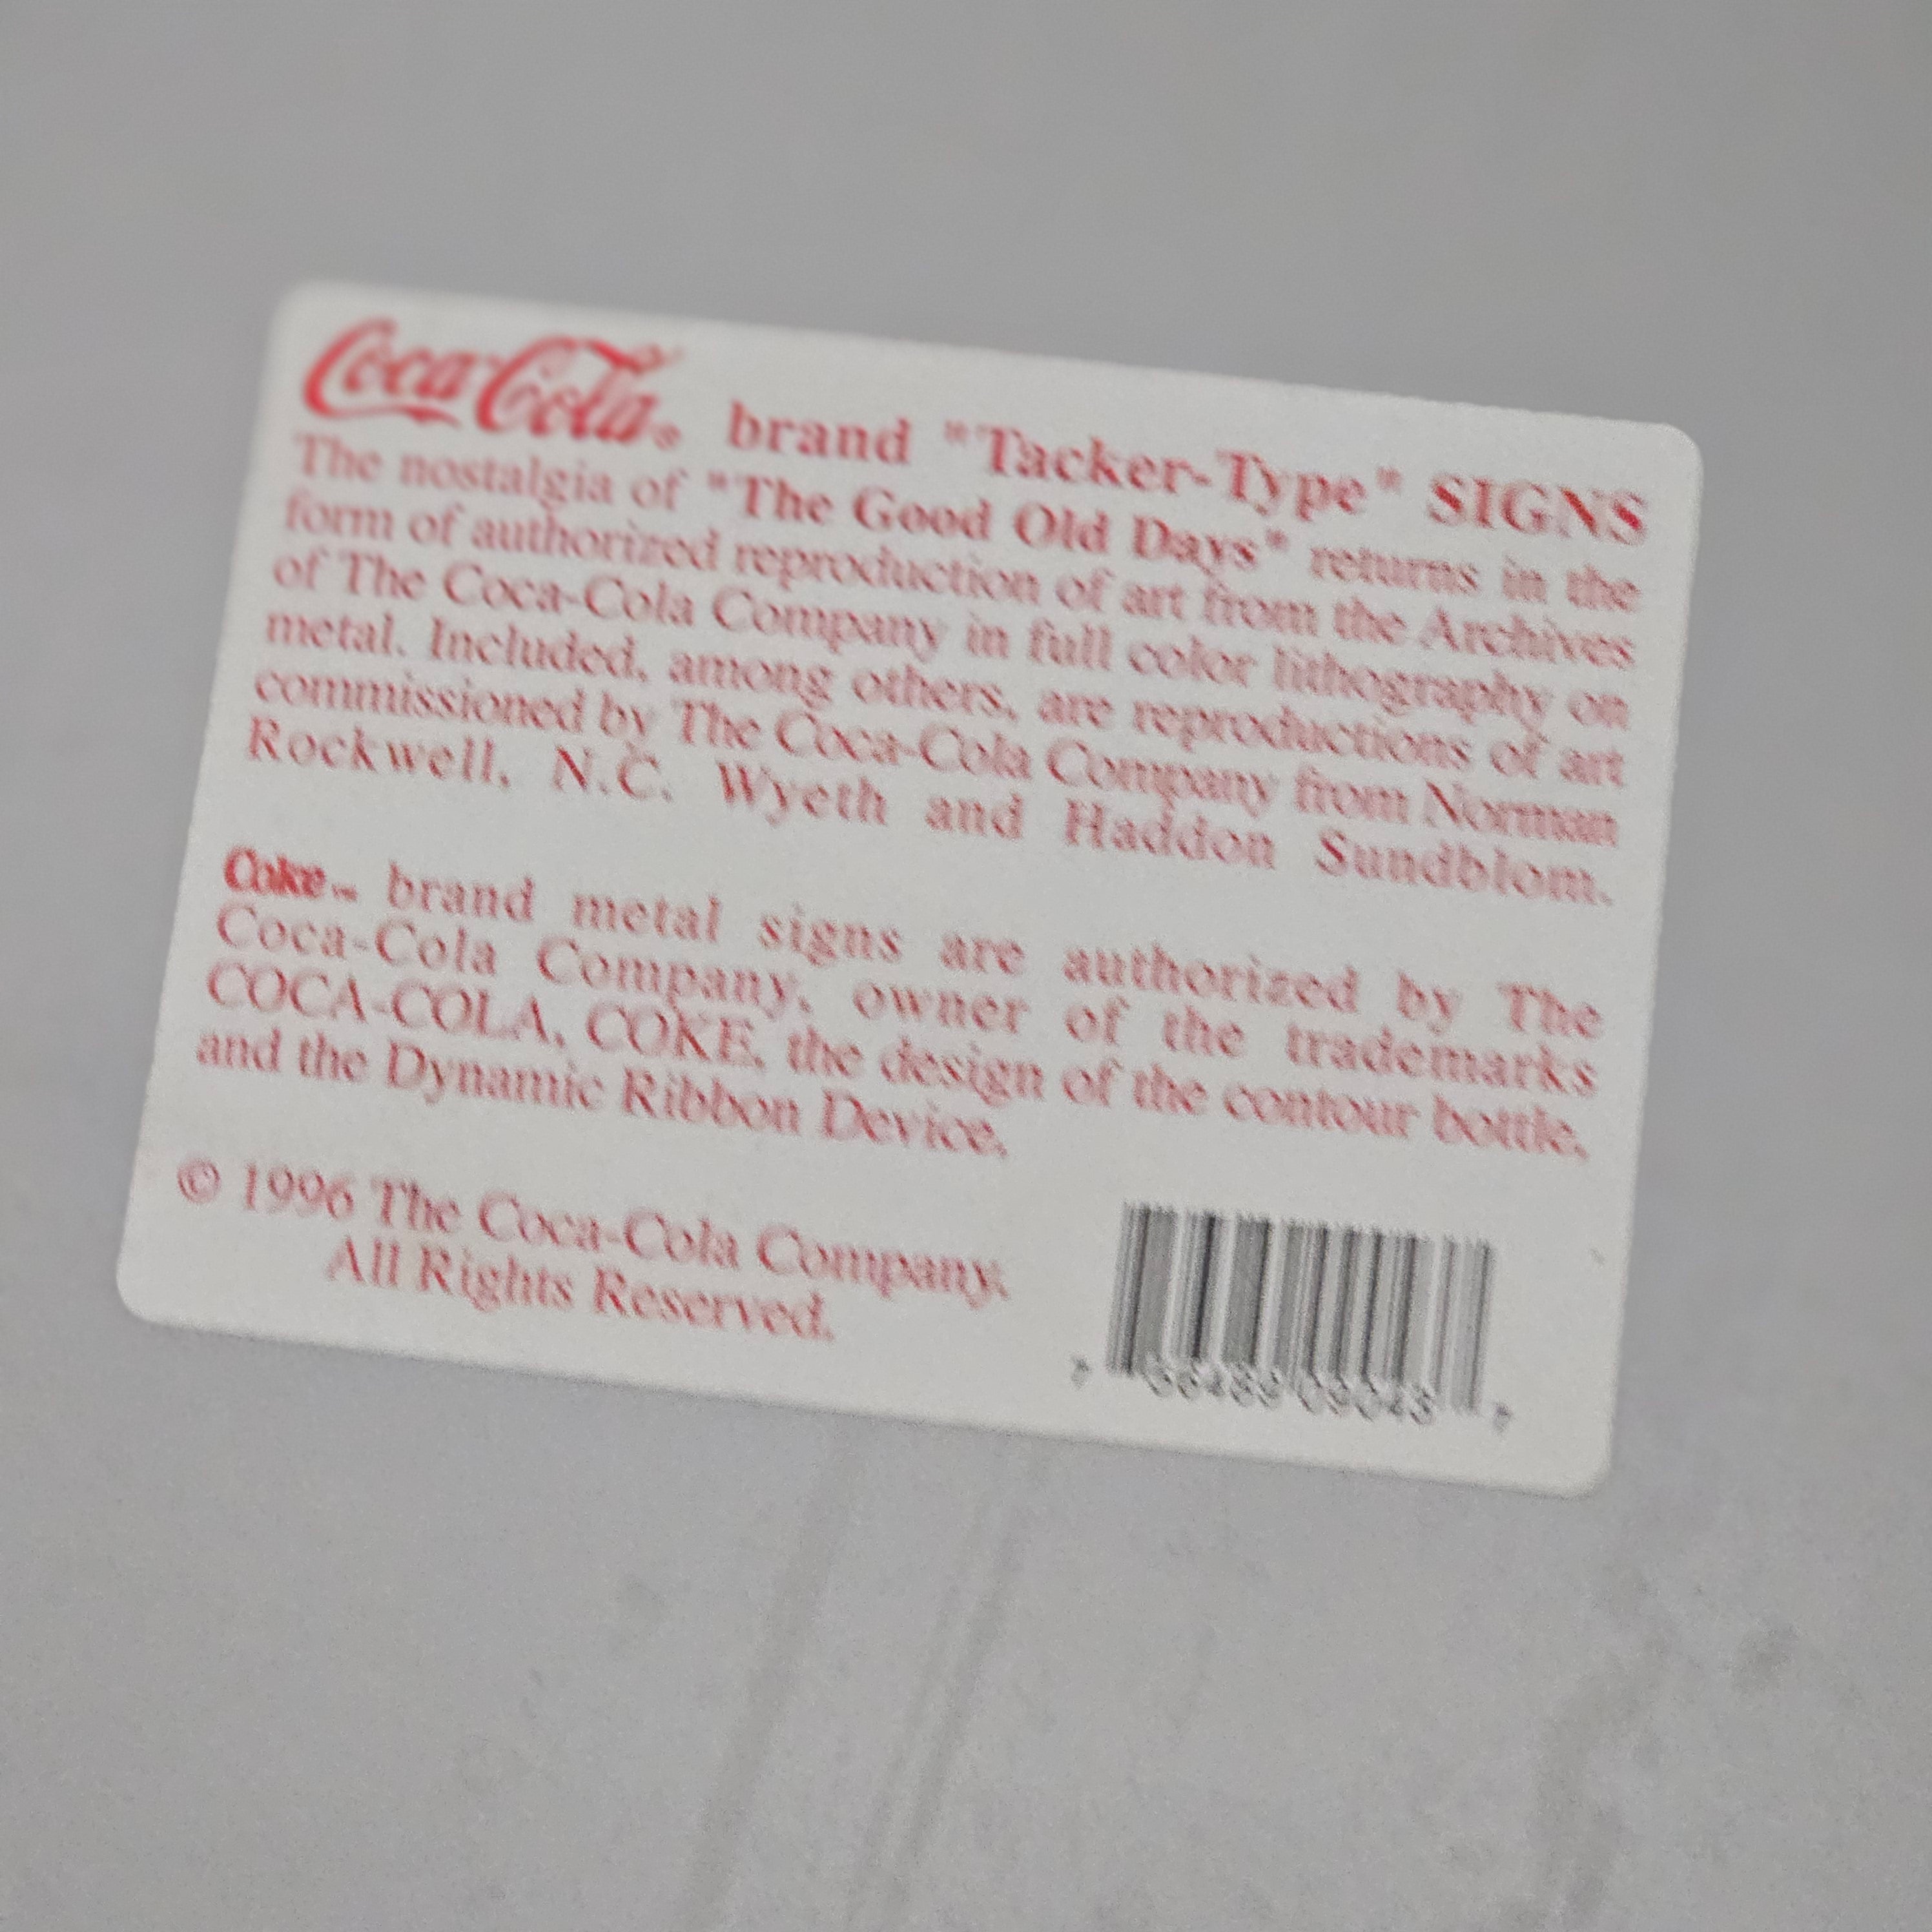 Coca-Cola® brand "Tacker-Type" SIGNS
The nostalgia of "The Good Old Days" returns in the
form of authorized reproduction of art from the Archives
of The Coca-Cola Company in full color lithography on
metal. Included, among others, are reproductions of art
commissioned by The Coca-Cola Company from Norman
Rockwell, N.C. Wyeth and Haddon Sundblom.
Coke™ brand metal signs are authorized by The
Coca-Cola Company, owner of the trademarks
COCA-COLA, COKE, the design of the contour bottle,
and the Dynamic Ribbon Device.
© 1996 The Coca-Cola Company.
All Rights Reserved.